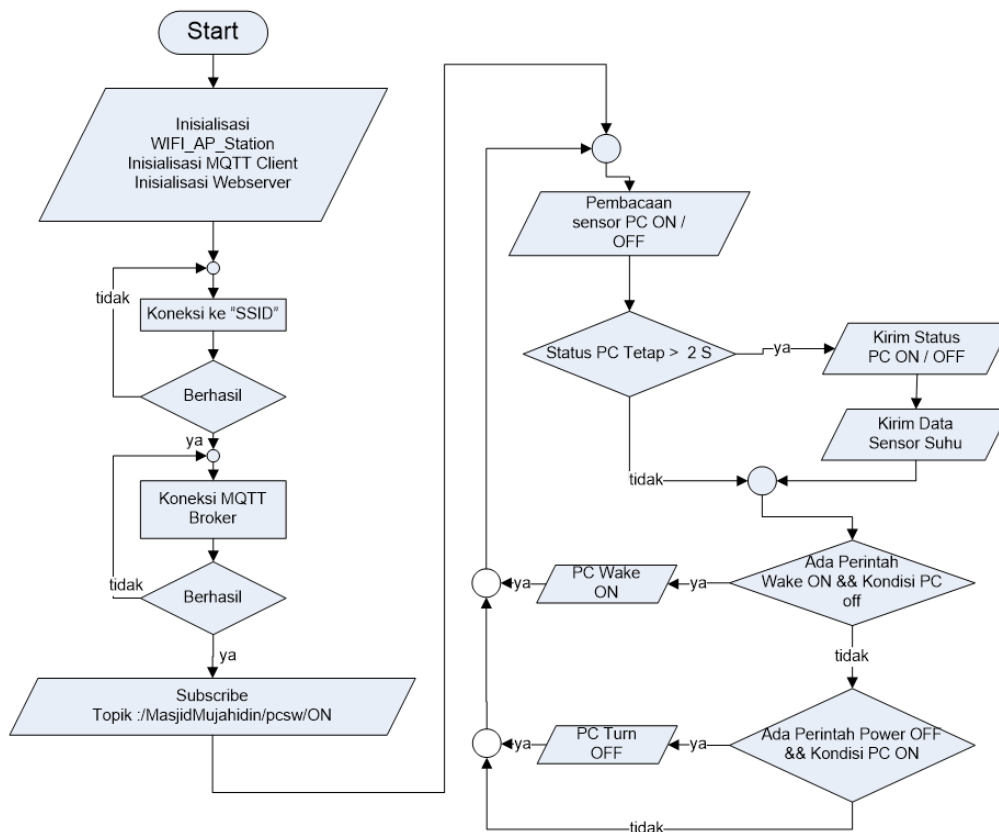 Start
Inisialisasi
WIFI_AP_Station
Inisialisasi MQTT Client
Inisialisasi Webserver
tidak
Koneksi ke "SSID"
Berhasil
ya
Koneksi MQTT
Broker
tidak
Berhasil
ya
Subscribe
Topik :/MasjidMujahidin/pcsw/ON
Pembacaan
sensor PC ON /
OFF
Status PC Tetap > 2 S
ya
Kirim Status
PC ON / OFF
Kirim Data
Sensor Suhu
tidak
Ada Perintah
Wake ON && Kondisi PC
off
ya
PC Wake
ON
ya
tidak
Ada Perintah Power OFF
&& Kondisi PC ON
ya
PC Turn
OFF
ya
tidak